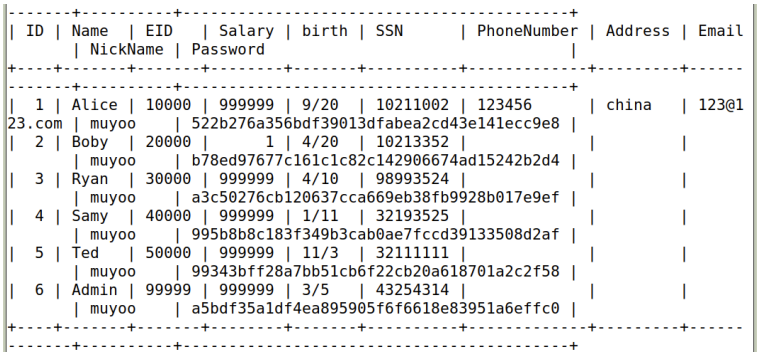 -------+----------+------------------------------------------+
| ID | Name | EID | Salary | birth | SSN | PhoneNumber | Address | Email
| NickName | Password |
+----+-------+-------+--------+-------+----------+-------------+---------+------
-------+----------+------------------------------------------+
| 1 | Alice | 10000 | 999999 | 9/20 | 10211002 | 123456 | china | 123@1
23.com | muyoo | 522b276a356bdf39013dfabea2cd43e141ecc9e8 |
| 2 | Boby | 20000 | 1 | 4/20 | 10213352 | | |
| muyoo | b78ed97677c161c1c82c142906674ad15242b2d4 |
| 3 | Ryan | 30000 | 999999 | 4/10 | 98993524 | | |
| muyoo | a3c50276cb120637cca669eb38fb9928b017e9ef |
| 4 | Samy | 40000 | 999999 | 1/11 | 32193525 | | |
| muyoo | 995b8b8c183f349b3cab0ae7fccd39133508d2af |
| 5 | Ted | 50000 | 999999 | 11/3 | 32111111 | | |
| muyoo | 99343bff28a7bb51cb6f22cb20a618701a2c2f58 |
| 6 | Admin | 99999 | 999999 | 3/5 | 43254314 | | |
| muyoo | a5bdf35a1df4ea895905f6f6618e83951a6effc0 |
+----+-------+-------+--------+-------+----------+-------------+---------+------
-------+----------+------------------------------------------+